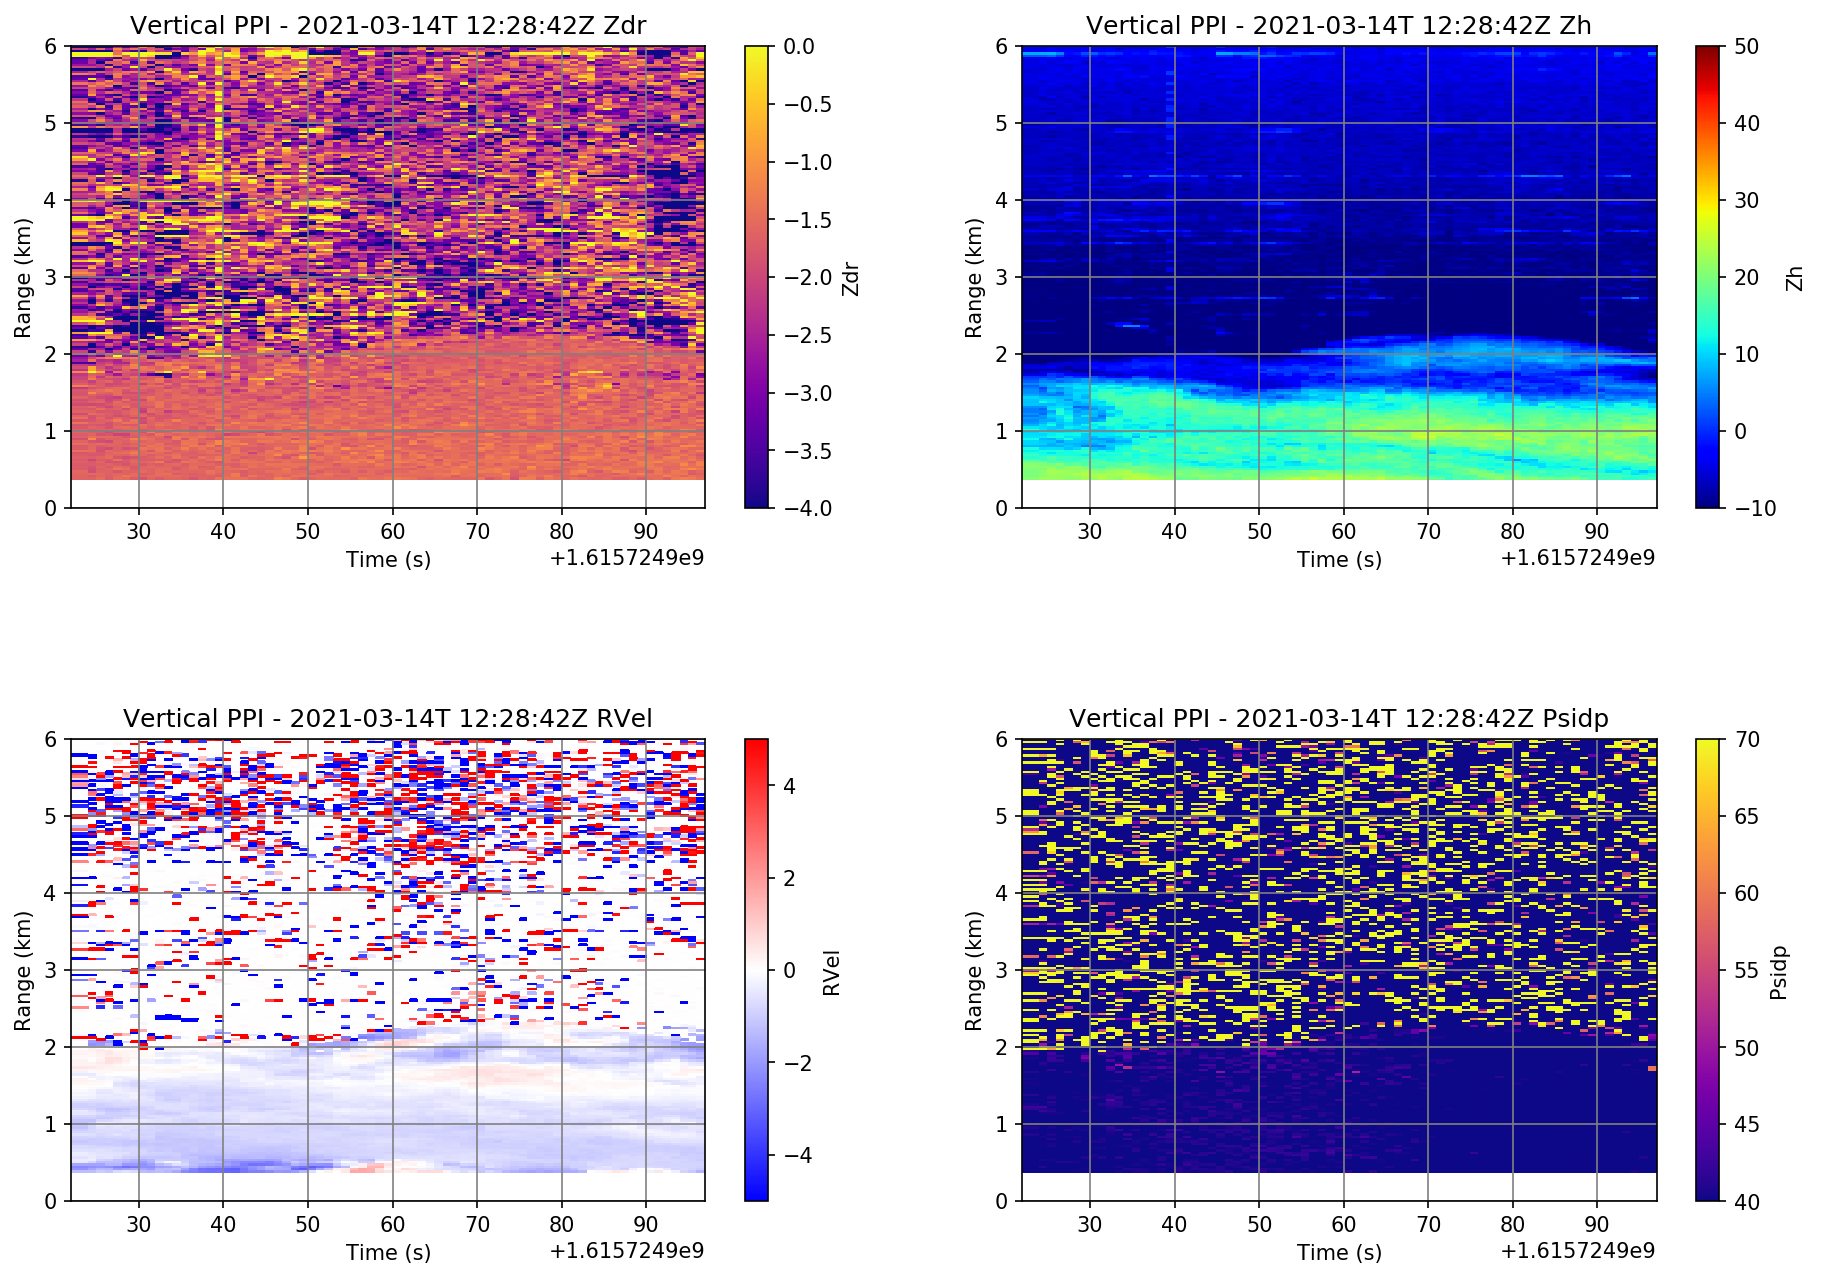 Vertical PPI - 2021-03-14T 12:28:42Z Zdr
6
5
4
3
2
1
0
Range (km)
30 40 50 60 70 80 90
Time (s)
+1.6157249e9
0.0
−0.5
−1.0
−1.5
−2.0
−2.5
−3.0
−3.5
−4.0
Zdr
Vertical PPI - 2021-03-14T 12:28:42Z Zh
6
5
4
3
2
1
0
Range (km)
30 40 50 60 70 80 90
Time (s)
+1.6157249e9
50
40
30
20
10
0
−10
Zh
Vertical PPI - 2021-03-14T 12:28:42Z RVel
6
5
4
3
2
1
0
Range (km)
30 40 50 60 70 80 90
Time (s)
+1.6157249e9
4
2
0
−2
−4
RVel
Vertical PPI - 2021-03-14T 12:28:42Z Psidp
6
5
4
3
2
1
0
Range (km)
30 40 50 60 70 80 90
Time (s)
+1.6157249e9
70
65
60
55
50
45
40
Psidp